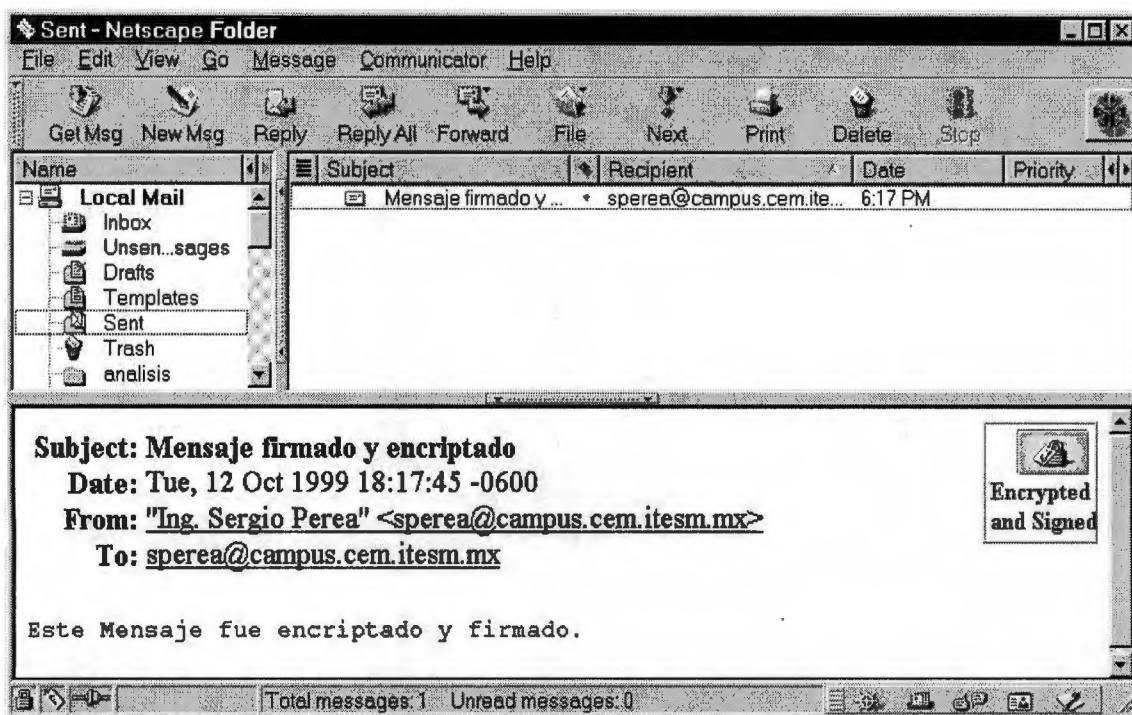 Sent - Netscape Folder
File Edit View Go Message Communicator Help
Get Msg New Msg Reply Reply All Forward File Next Print Delete Stop
Name Subject Recipient Date Priority
Local Mail
Mensaje firmado y ... sperea@campus.cem.ite... 6:17 PM
Inbox
Unsen...sages
Drafts
Templates
Sent
Trash
analisis
Subject: Mensaje firmado y encriptado
Date: Tue, 12 Oct 1999 18:17:45 -0600
From: "Ing. Sergio Perea" <sperea@campus.cem.itesm.mx>
To: sperea@campus.cem.itesm.mx
Encrypted
and Signed
Este Mensaje fue encriptado y firmado.
Total messages: 1 Unread messages: 0